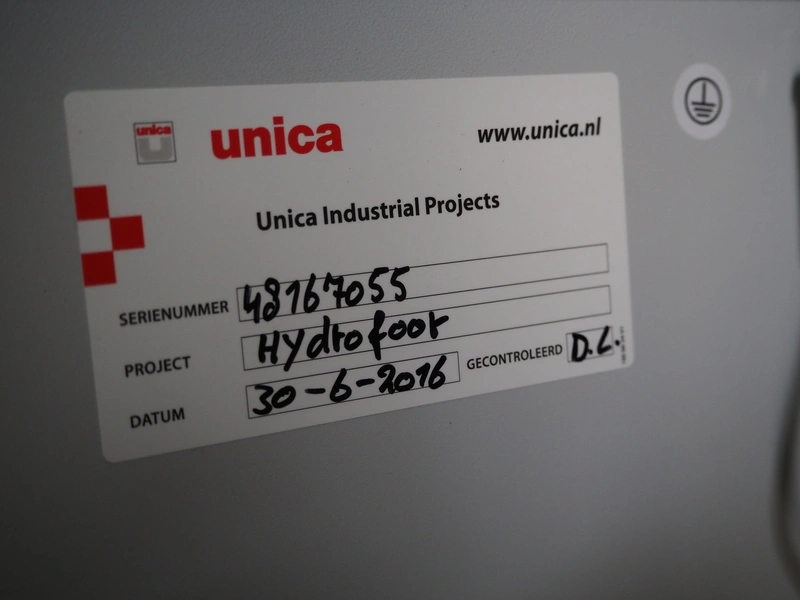 unica
unica
www.unica.nl
Unica Industrial Projects
SERIENUMMER 48167055
PROJECT Hydrofoor
DATUM 30-6-2016 GECONTROLEERD D.L.